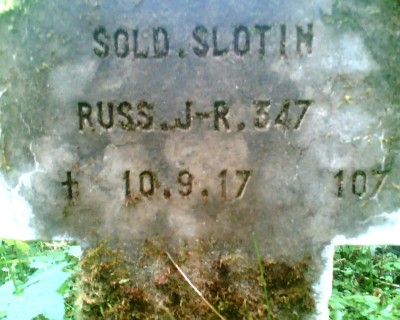 SOLD.SLOTIN
RUSS.J-R.347
† 10.9.17 107